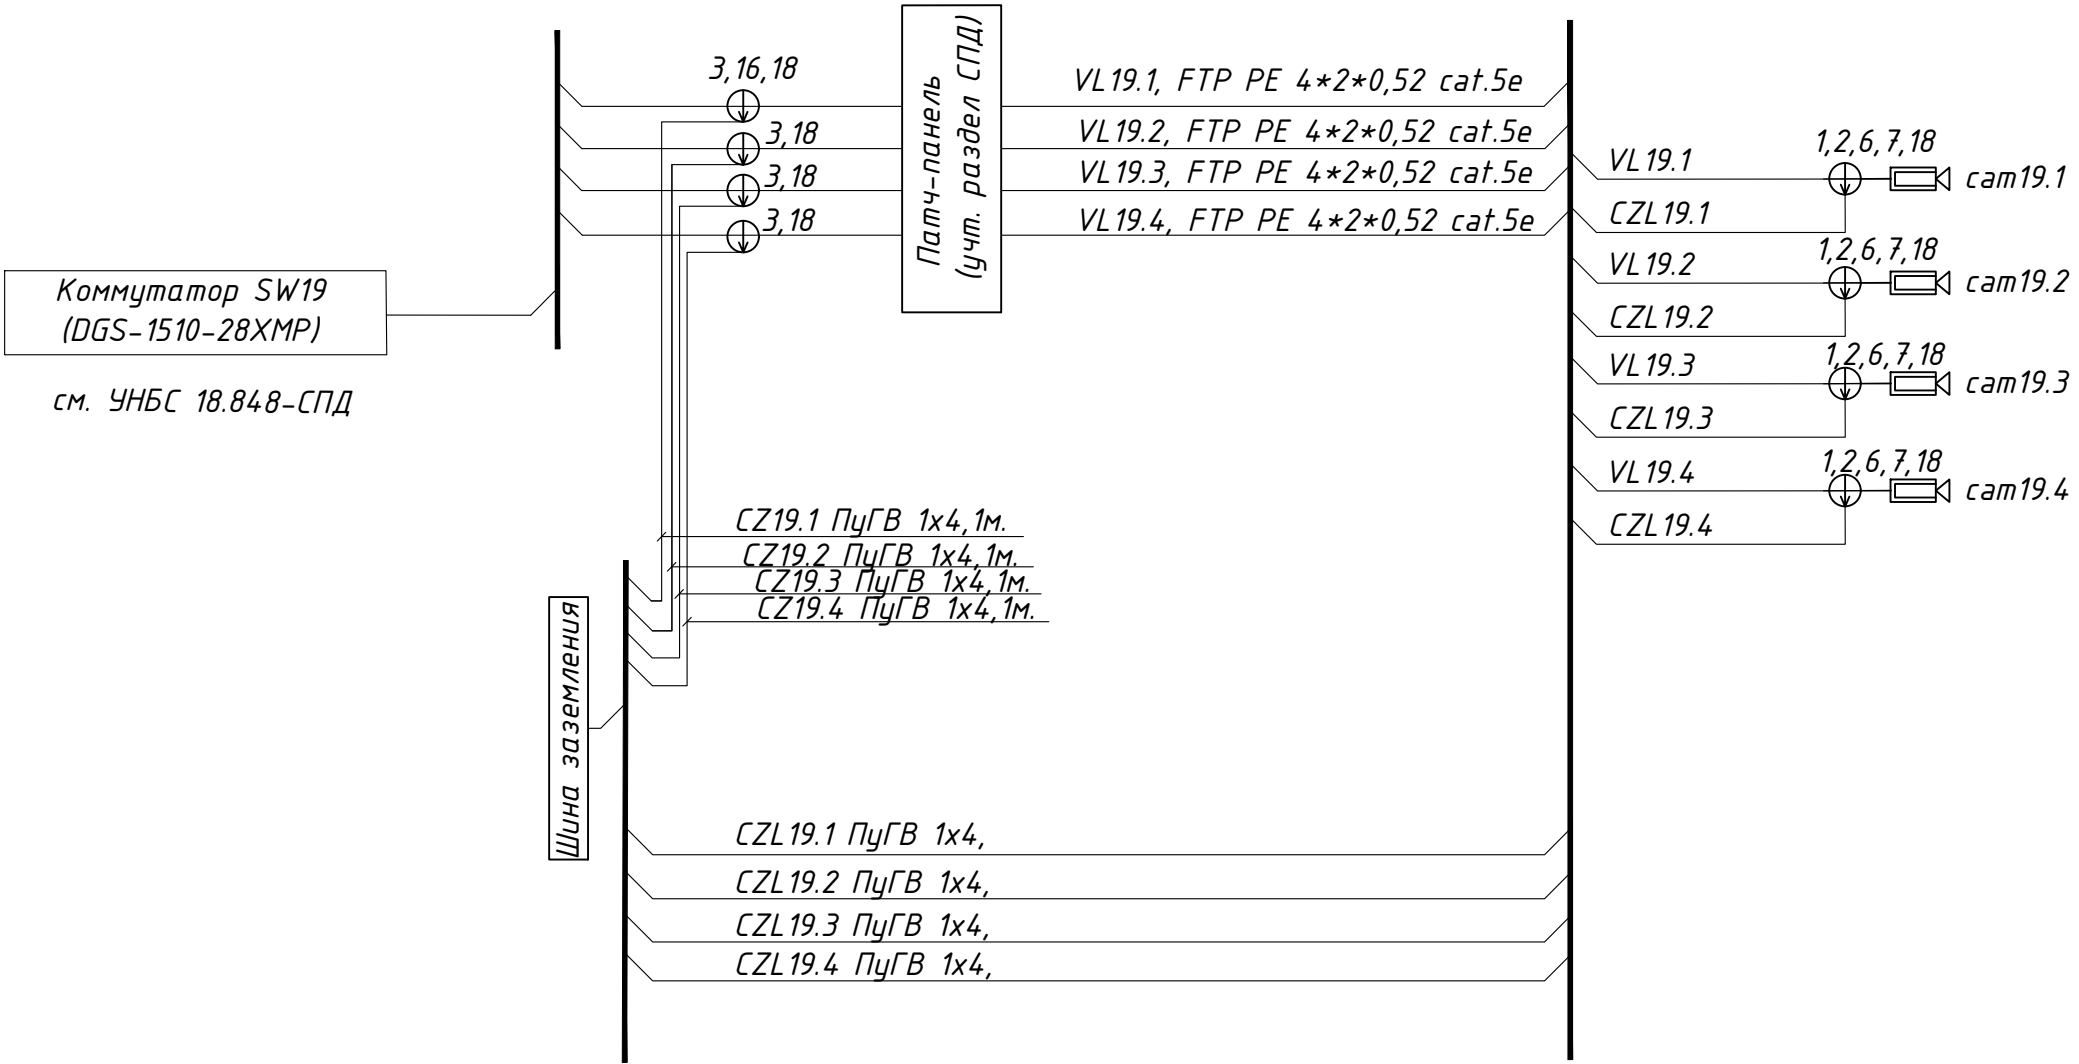 3,16,18
3,18
3,18
3,18
Патч-панель
(учт. раздел СПД)
VL19.1, FTP PE 4*2*0,52 cat.5e
VL19.2, FTP PE 4*2*0,52 cat.5e
VL19.3, FTP PE 4*2*0,52 cat.5e
VL19.4, FTP PE 4*2*0,52 cat.5e
Коммутатор SW19
(DGS-1510-28XMP)
см. УНБС 18.848-СПД
VL19.1
1,2,6,7,18
cam19.1
CZL19.1
VL19.2
1,2,6,7,18
cam19.2
CZL19.2
VL19.3
1,2,6,7,18
cam19.3
CZL19.3
VL19.4
1,2,6,7,18
cam19.4
CZL19.4
CZ19.1 ПуГВ 1х4,1м.
CZ19.2 ПуГВ 1х4,1м.
CZ19.3 ПуГВ 1х4,1м.
CZ19.4 ПуГВ 1х4,1м.
Шина заземления
CZL19.1 ПуГВ 1х4,
CZL19.2 ПуГВ 1х4,
CZL19.3 ПуГВ 1х4,
CZL19.4 ПуГВ 1х4,